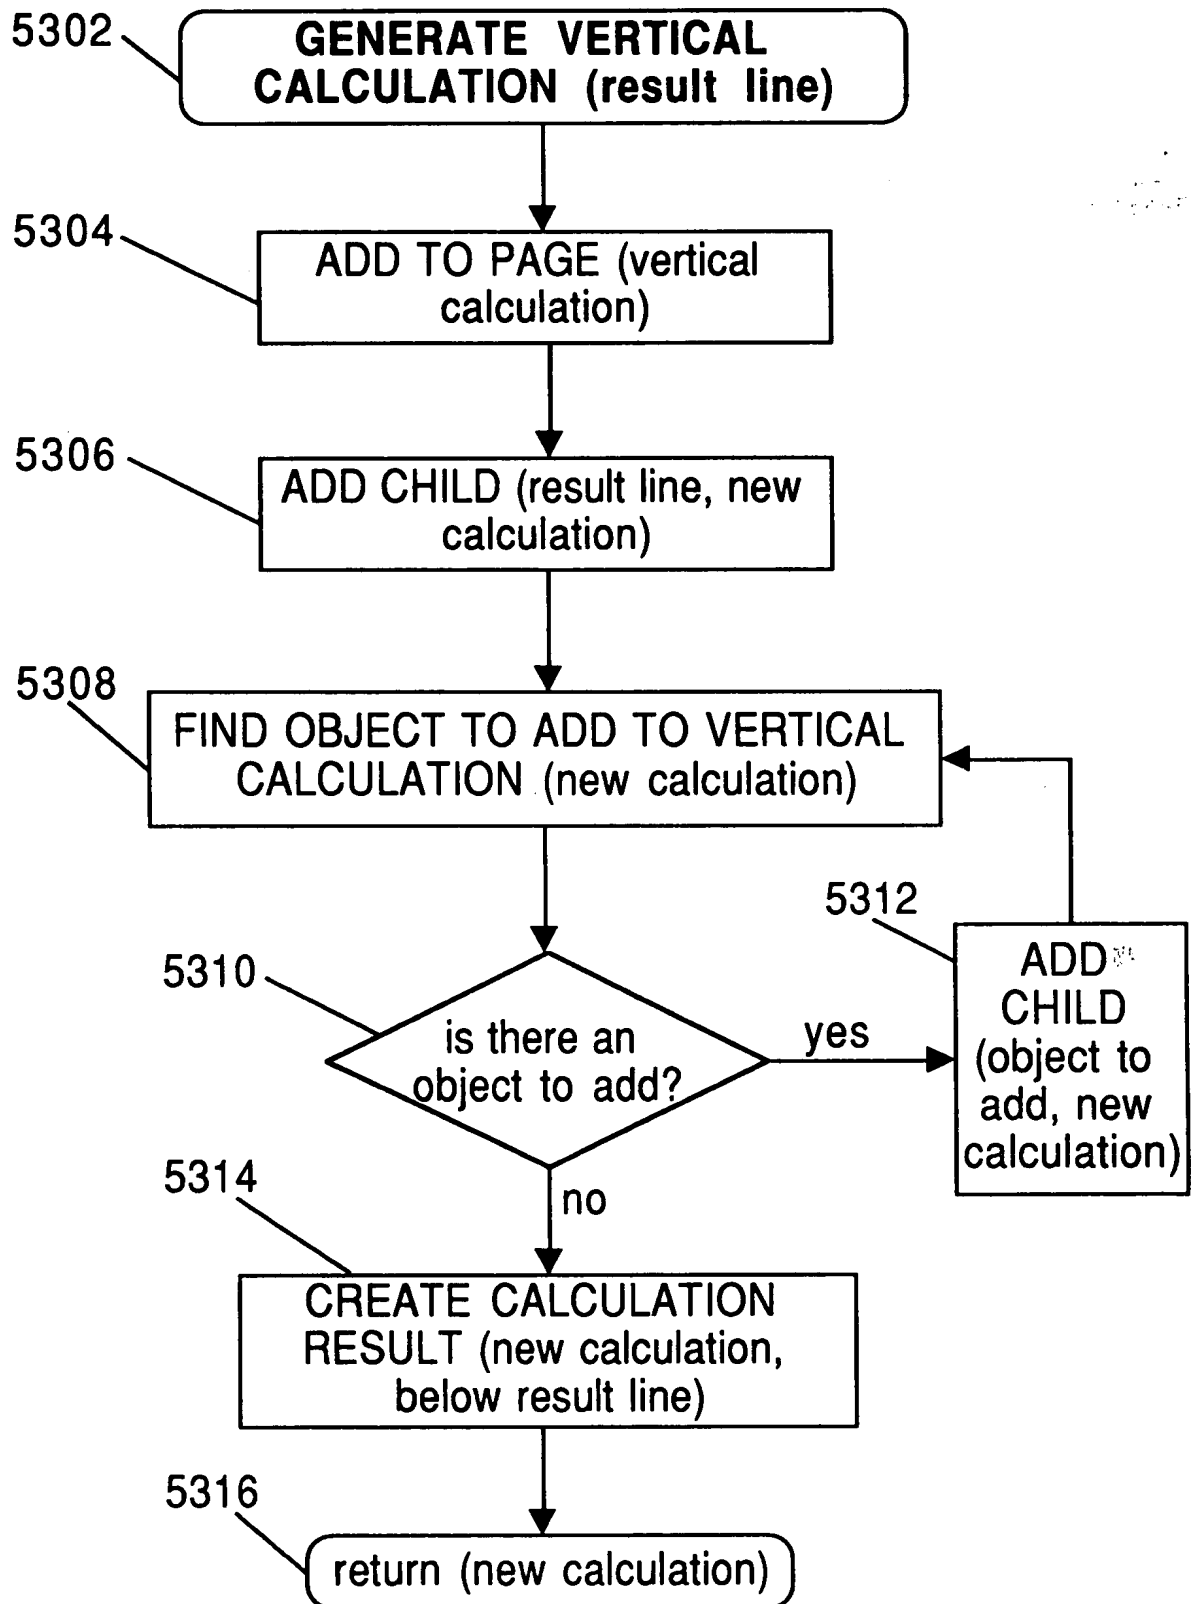 5302
GENERATE VERTICAL
CALCULATION (result line)
5304
ADD TO PAGE (vertical
calculation)
5306
ADD CHILD (result line, new
calculation)
5308
FIND OBJECT TO ADD TO VERTICAL
CALCULATION (new calculation)
5310
is there an
object to add?
yes
5312
ADD
CHILD
(object to
add, new
calculation)
no
5314
CREATE CALCULATION
RESULT (new calculation,
below result line)
5316
return (new calculation)